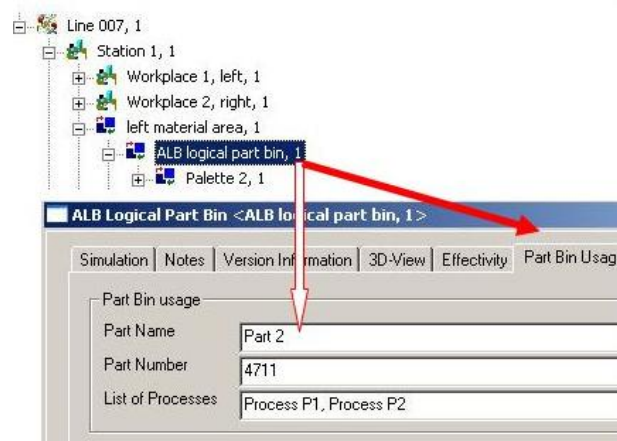 Line 007, 1
Station 1, 1
Workplace 1, left, 1
Workplace 2, right, 1
left material area, 1
ALB logical part bin, 1
Palette 2, 1
ALB Logical Part Bin <ALB logical part bin, 1>
Simulation Notes Version Information 3D-View Effectivity Part Bin Usag
Part Bin usage
Part Name Part 2
Part Number 4711
List of Processes Process P1, Process P2